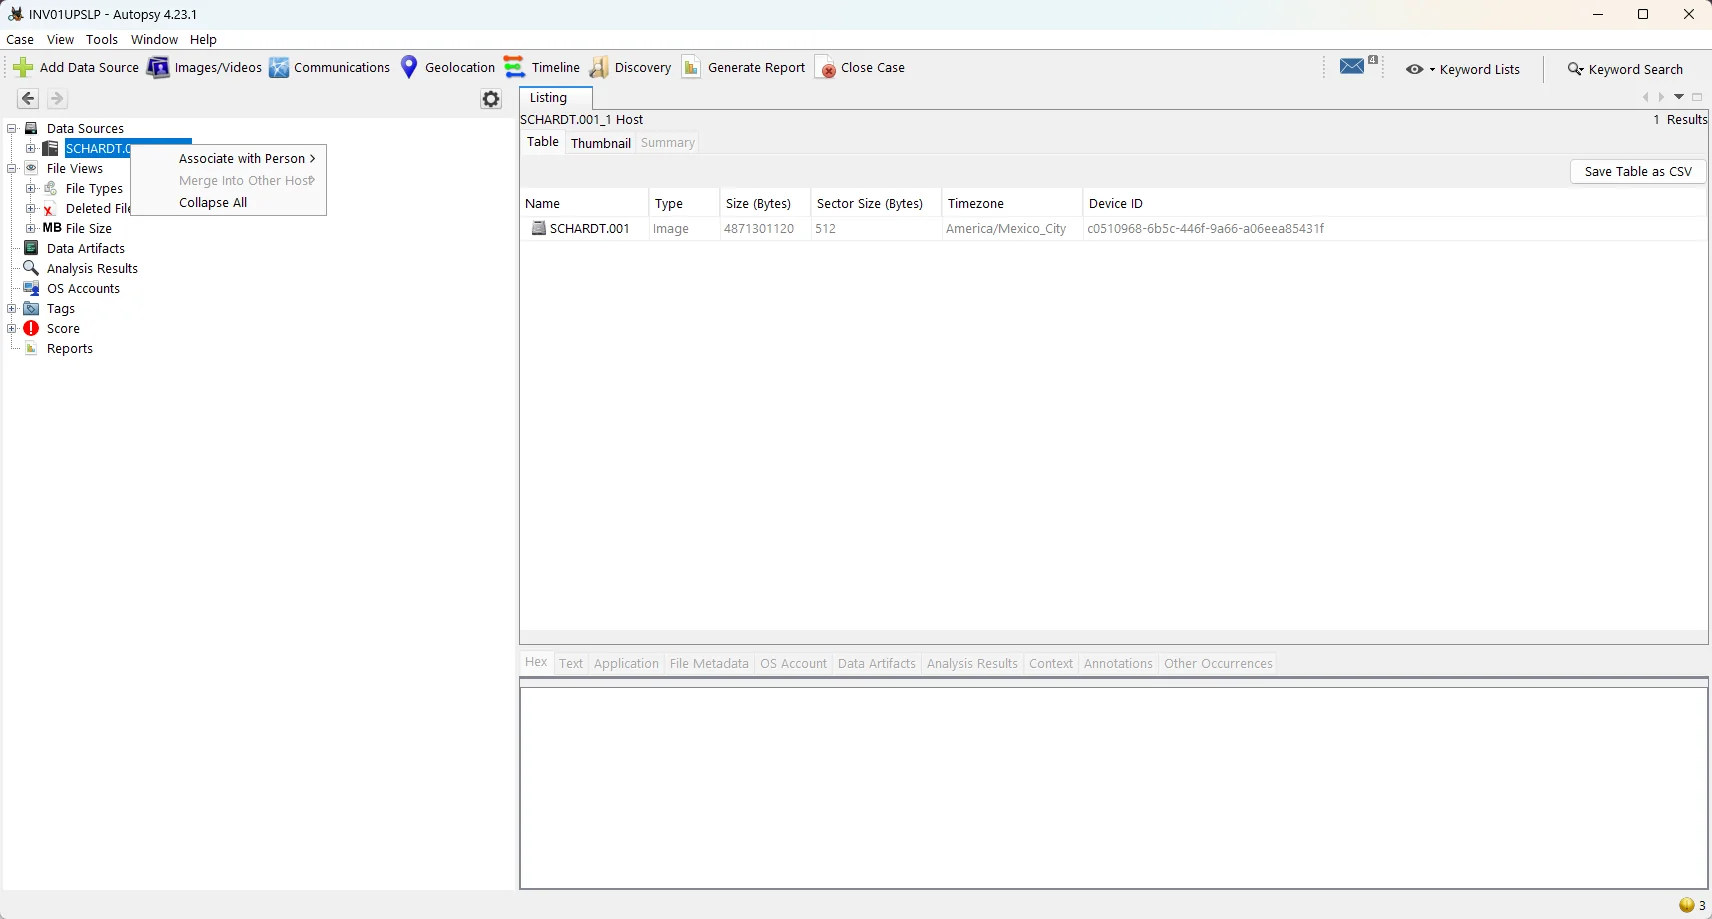 INV01UPSLP - Autopsy 4.23.1
Case View Tools Window Help
Add Data Source Images/Videos Communications Geolocation Timeline Discovery Generate Report Close Case 4 Keyword Lists Keyword Search
Data Sources
SCHARDT.0
File Views
File Types
Deleted File
MB File Size
Data Artifacts
Analysis Results
OS Accounts
Tags
Score
Reports
Associate with Person
Merge Into Other Host
Collapse All
Listing
SCHARDT.001_1 Host 1 Results
Table Thumbnail Summary
Save Table as CSV
Name Type Size (Bytes) Sector Size (Bytes) Timezone Device ID
SCHARDT.001 Image 4871301120 512 America/Mexico_City c0510968-6b5c-446f-9a66-a06eea85431f
Hex Text Application File Metadata OS Account Data Artifacts Analysis Results Context Annotations Other Occurrences
3